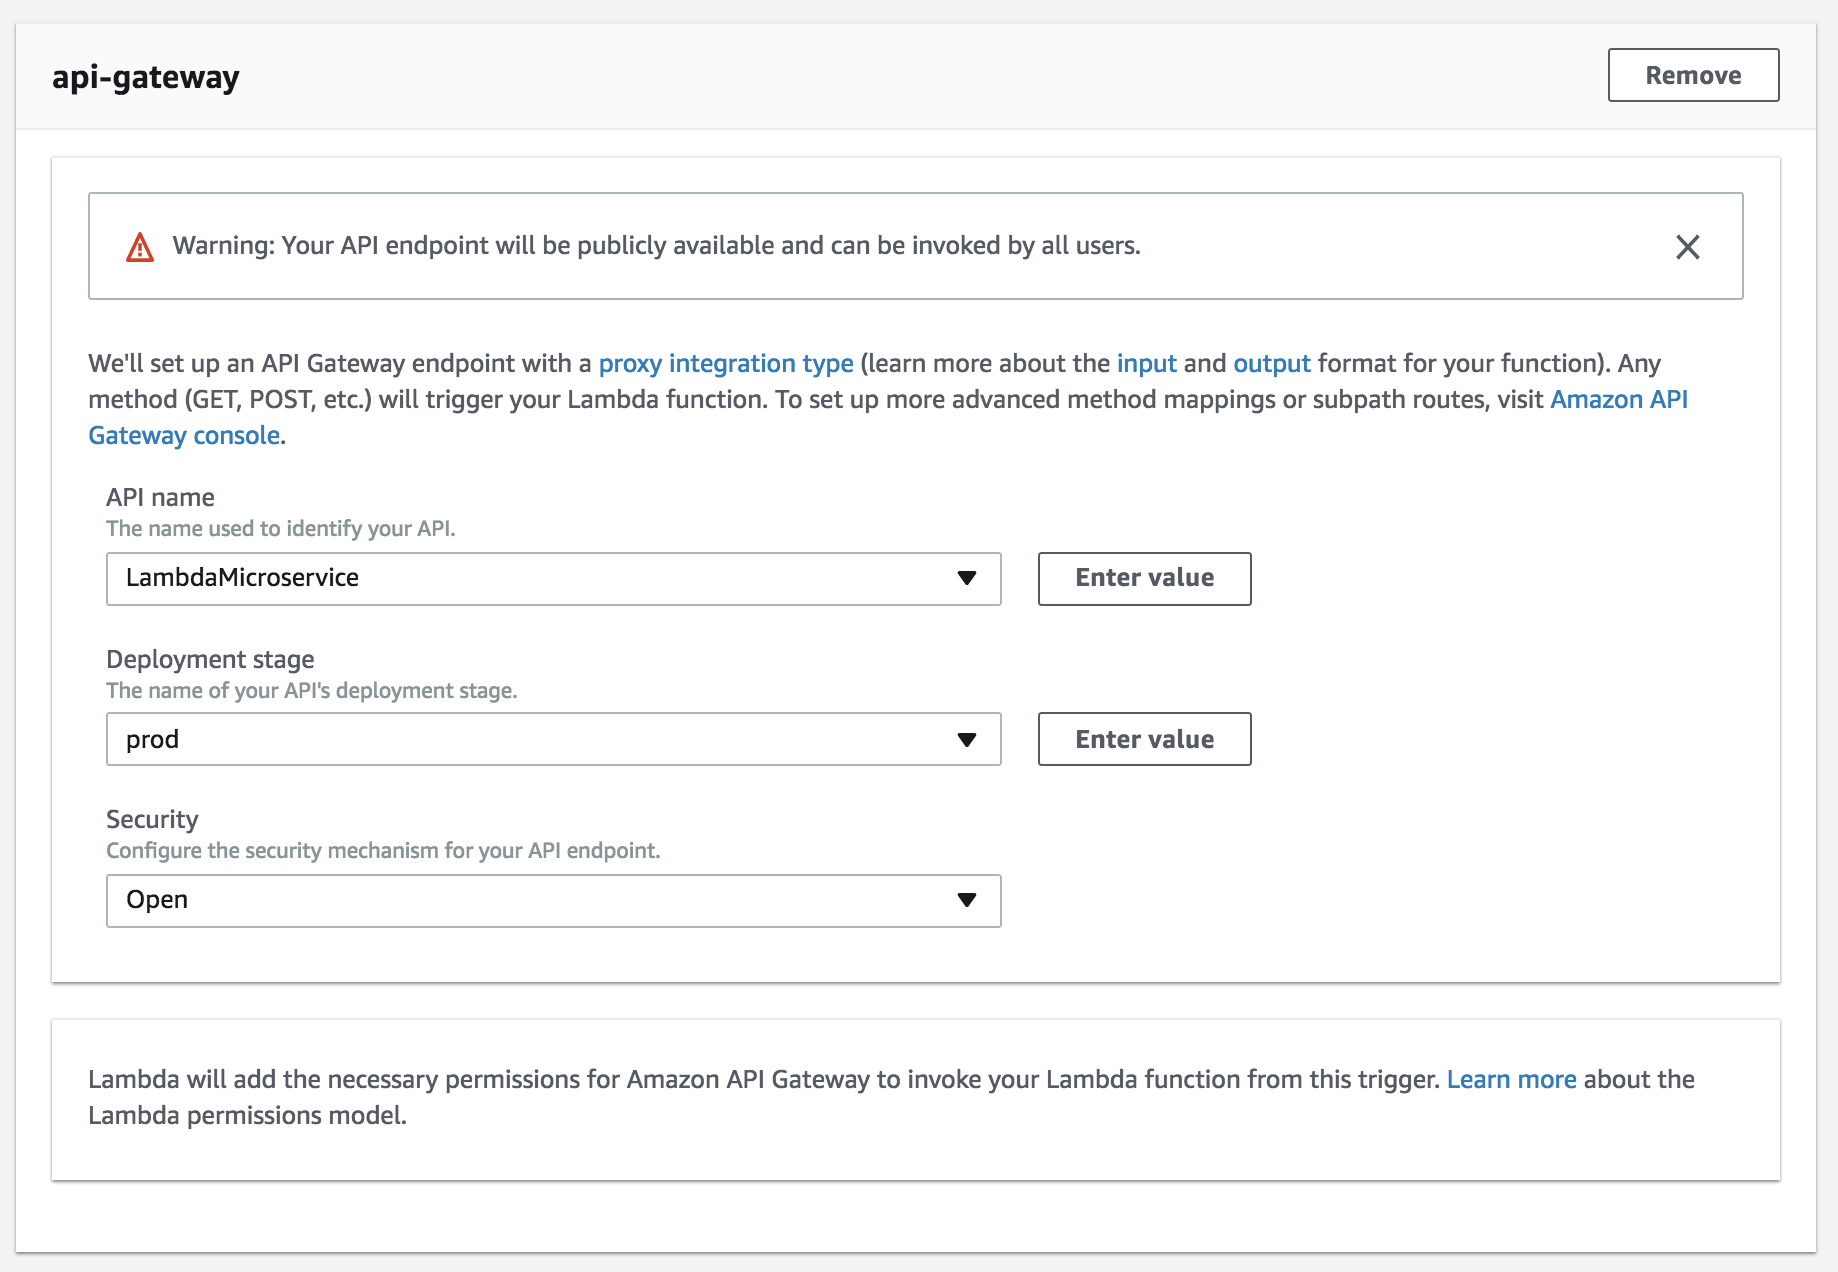 api-gateway
Remove
Warning: Your API endpoint will be publicly available and can be invoked by all users.
We'll set up an API Gateway endpoint with a proxy integration type (learn more about the input and output format for your function). Any
method (GET, POST, etc.) will trigger your Lambda function. To set up more advanced method mappings or subpath routes, visit Amazon API
Gateway console.
API name
The name used to identify your API.
LambdaMicroservice
Enter value
Deployment stage
The name of your API's deployment stage.
prod
Enter value
Security
Configure the security mechanism for your API endpoint.
Open
Lambda will add the necessary permissions for Amazon API Gateway to invoke your Lambda function from this trigger. Learn more about the
Lambda permissions model.